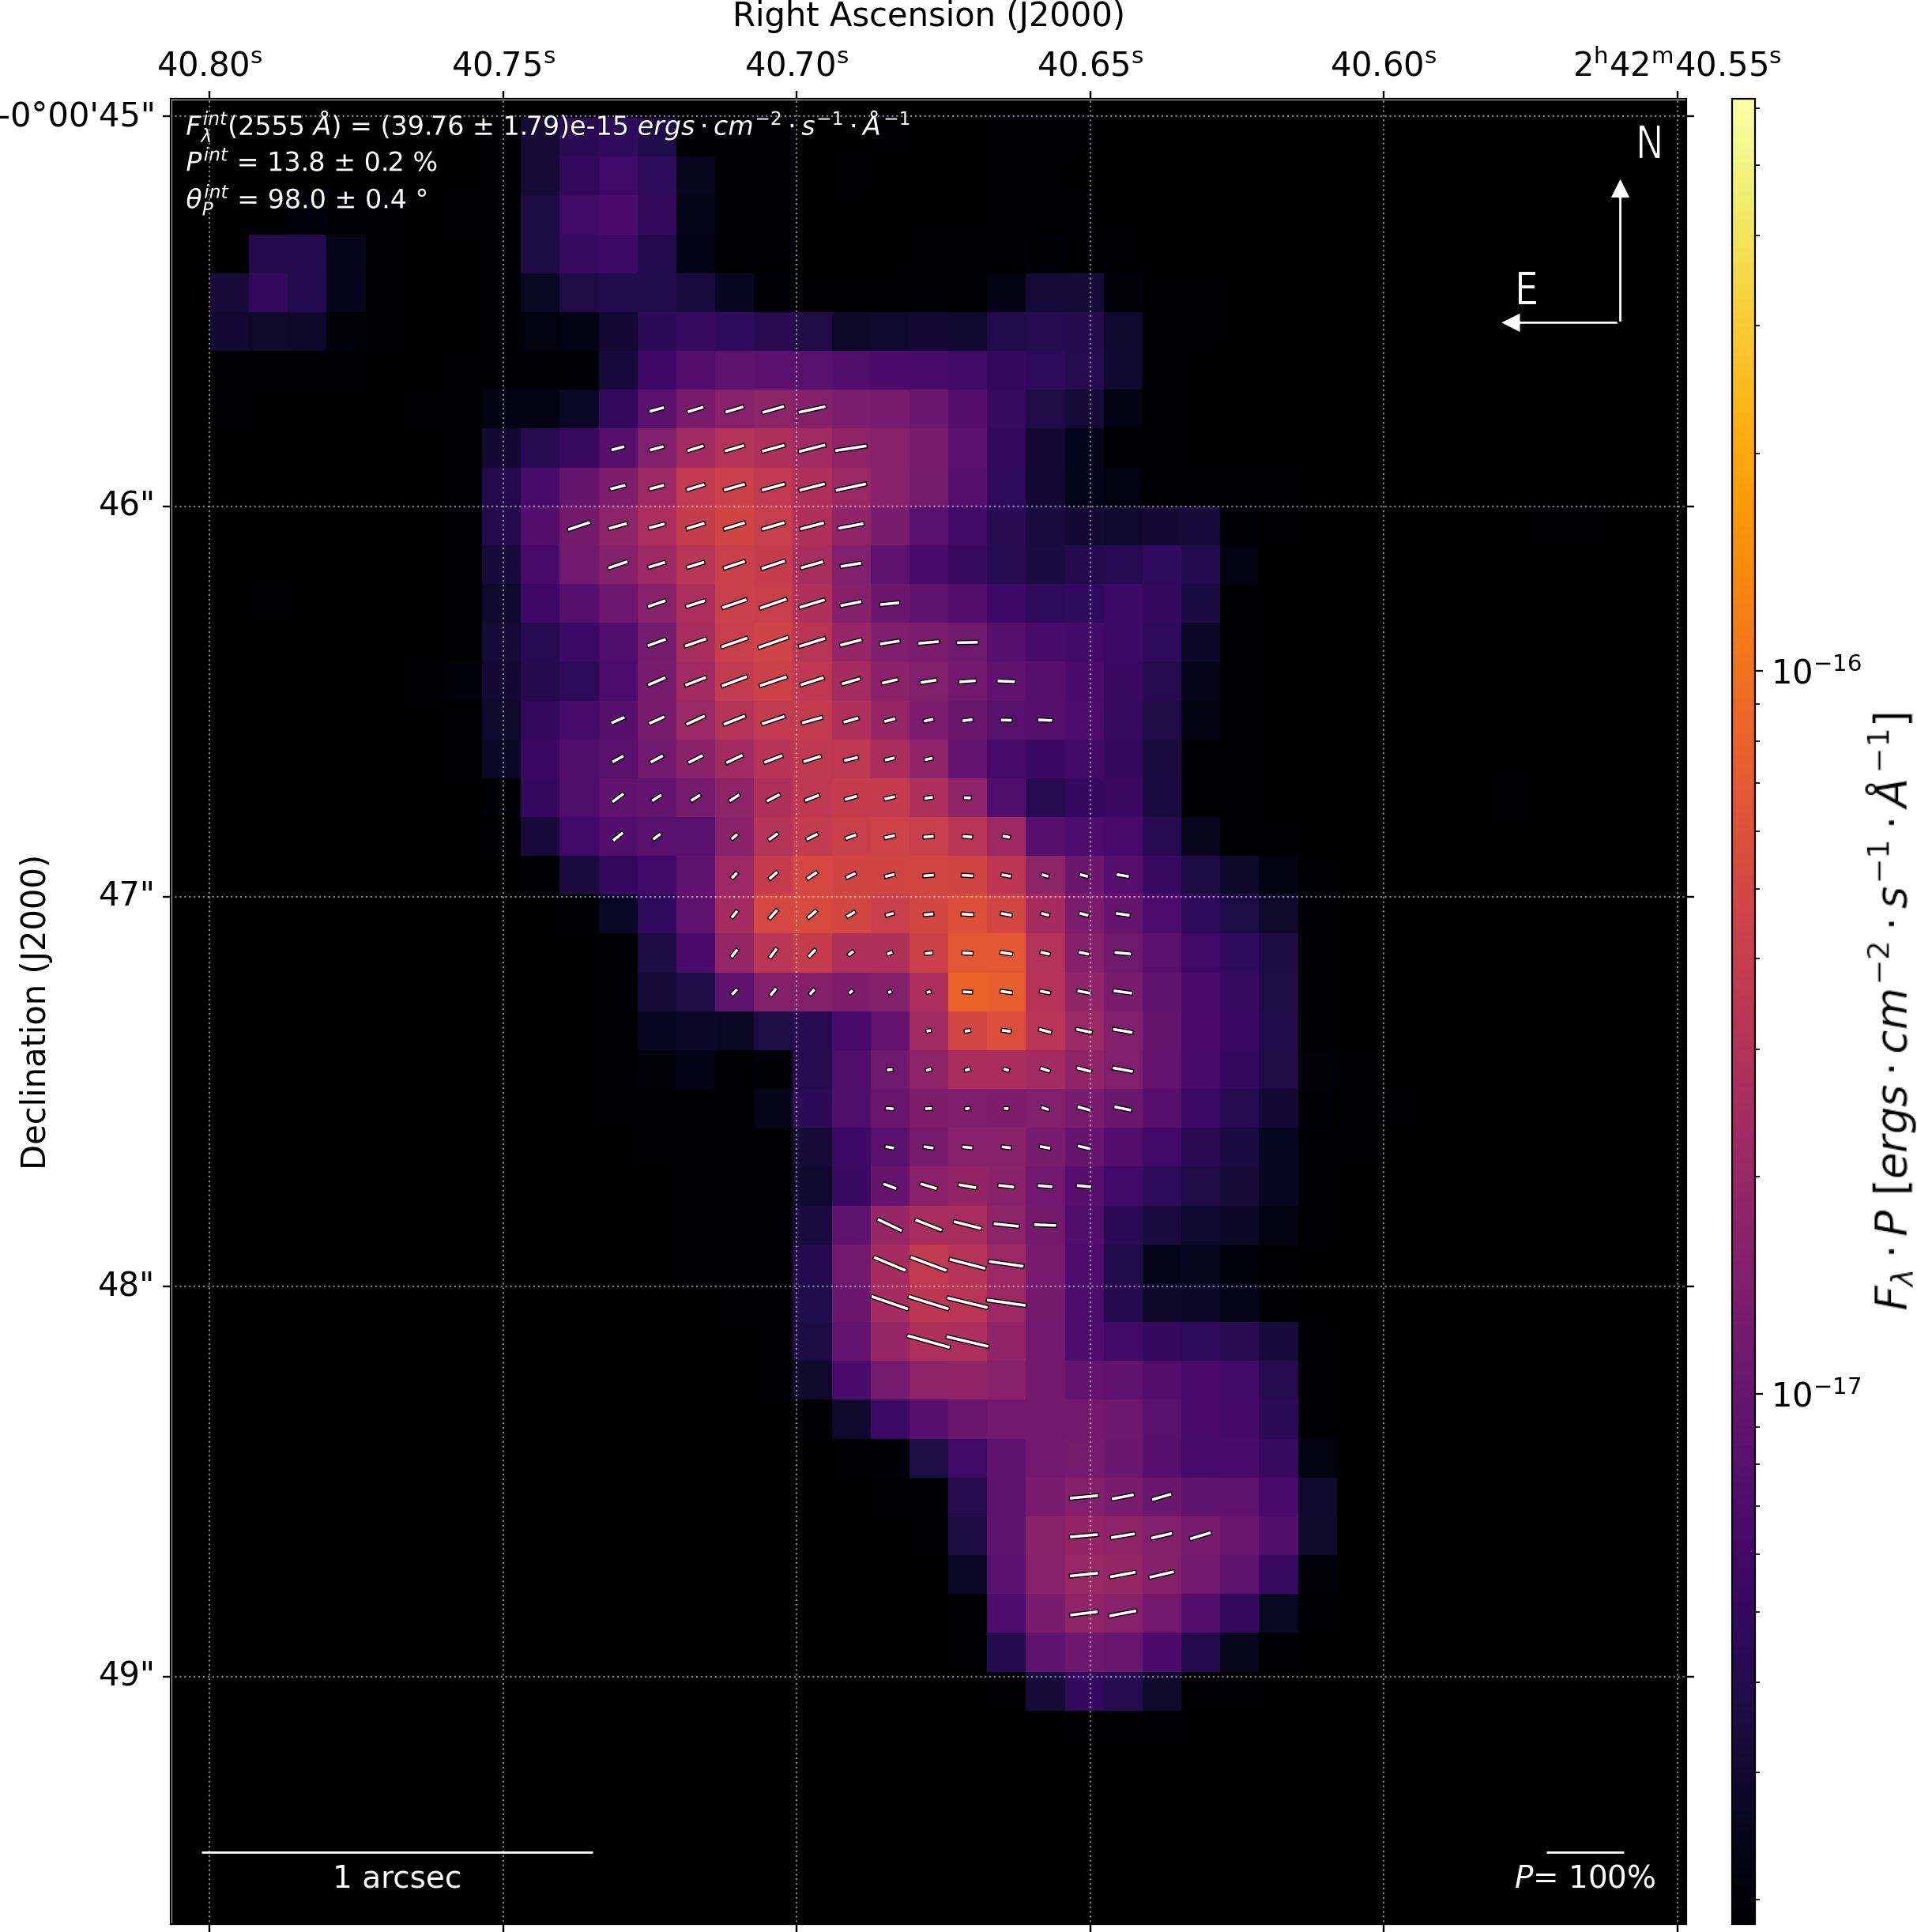 Right Ascension (J2000)
40.80ˢ 40.75ˢ 40.70ˢ 40.65ˢ 40.60ˢ 2ʰ42ᵐ40.55ˢ
-0°00'45"
F_λ^int(2555 Å) = (39.76 ± 1.79)e-15 ergs·cm⁻²·s⁻¹·Å⁻¹
P^int = 13.8 ± 0.2 %
θ_P^int = 98.0 ± 0.4 °
N
E
46"
47"
48"
49"
Declination (J2000)
1 arcsec
P= 100%
10⁻¹⁶
10⁻¹⁷
F_λ · P [ergs · cm⁻² · s⁻¹ · Å⁻¹]